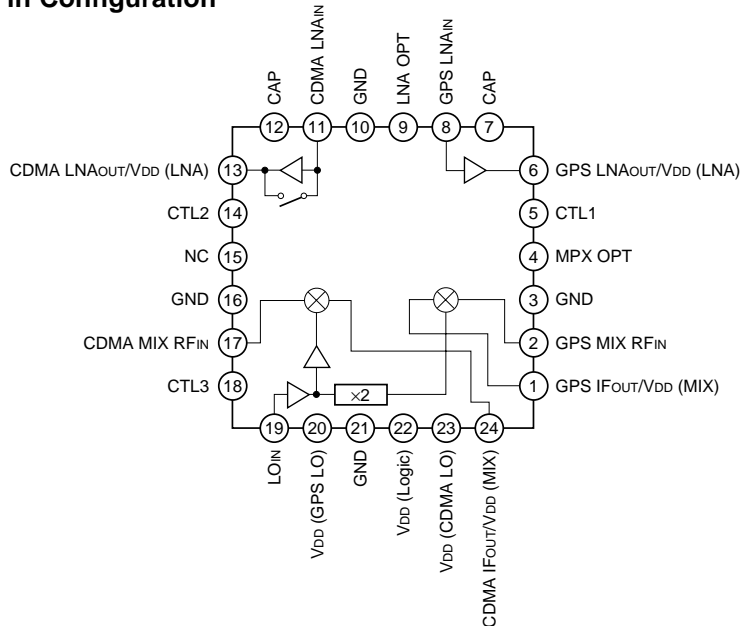 in Configuration
CAP
CDMA LNAIN
GND
LNA OPT
GPS LNAIN
CAP
12
11
10
9
8
7
CDMA LNAOUT/VDD (LNA) 13
6 GPS LNAOUT/VDD (LNA)
CTL2 14
5 CTL1
NC 15
4 MPX OPT
GND 16
3 GND
CDMA MIX RFIN 17
2 GPS MIX RFIN
CTL3 18
×2
1 GPS IFOUT/VDD (MIX)
19
20
21
22
23
24
LOIN
VDD (GPS LO)
GND
VDD (Logic)
VDD (CDMA LO)
CDMA IFOUT/VDD (MIX)